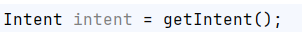 Intent intent = getIntent();